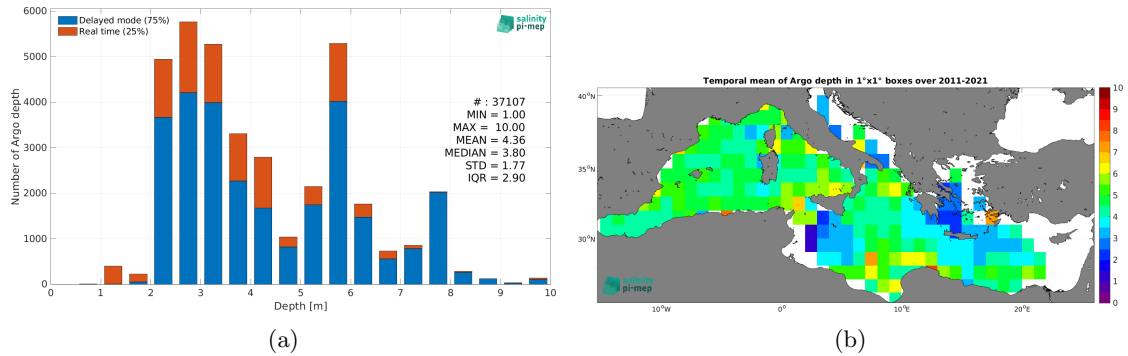 6000
5000
4000
3000
2000
1000
0
Number of Argo depth
Delayed mode (75%)
Real time (25%)
salinity
pi-mep
# : 37107
MIN = 1.00
MAX = 10.00
MEAN = 4.36
MEDIAN = 3.80
STD = 1.77
IQR = 2.90
0 1 2 3 4 5 6 7 8 9 10
Depth [m]
(a)
Temporal mean of Argo depth in 1°x1° boxes over 2011-2021
40°N
35°N
30°N
10°W 0° 10°E 20°E
salinity
pi-mep
10
9
8
7
6
5
4
3
2
1
0
(b)